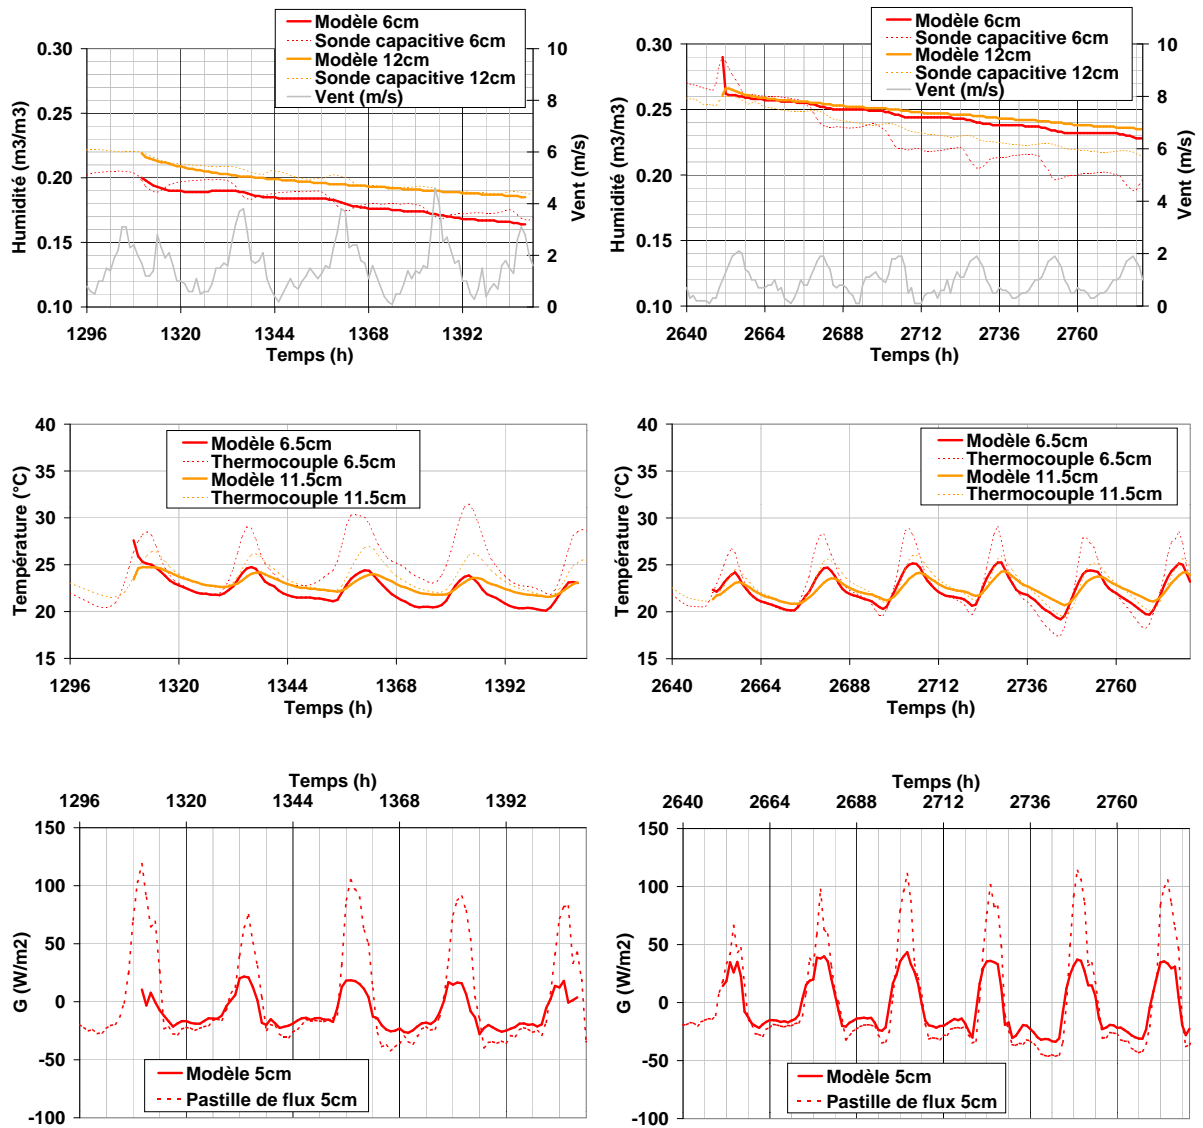 Modèle 6cm
Sonde capacitive 6cm
Modèle 12cm
Sonde capacitive 12cm
Vent (m/s)
0.30
0.25
0.20
0.15
0.10
Humidité (m3/m3)
10
8
6
4
2
0
Vent (m/s)
1296 1320 1344 1368 1392
Temps (h)
Modèle 6cm
Sonde capacitive 6cm
Modèle 12cm
Sonde capacitive 12cm
Vent (m/s)
0.30
0.25
0.20
0.15
0.10
Humidité (m3/m3)
10
8
6
4
2
0
Vent (m/s)
2640 2664 2688 2712 2736 2760
Temps (h)
40
35
30
25
20
15
Température (°C)
Modèle 6.5cm
Thermocouple 6.5cm
Modèle 11.5cm
Thermocouple 11.5cm
1296 1320 1344 1368 1392
Temps (h)
40
35
30
25
20
15
Température (°C)
Modèle 6.5cm
Thermocouple 6.5cm
Modèle 11.5cm
Thermocouple 11.5cm
2640 2664 2688 2712 2736 2760
Temps (h)
Temps (h)
1296 1320 1344 1368 1392
150
100
50
0
-50
-100
G (W/m2)
Modèle 5cm
Pastille de flux 5cm
Temps (h)
2640 2664 2688 2712 2736 2760
150
100
50
0
-50
-100
G (W/m2)
Modèle 5cm
Pastille de flux 5cm